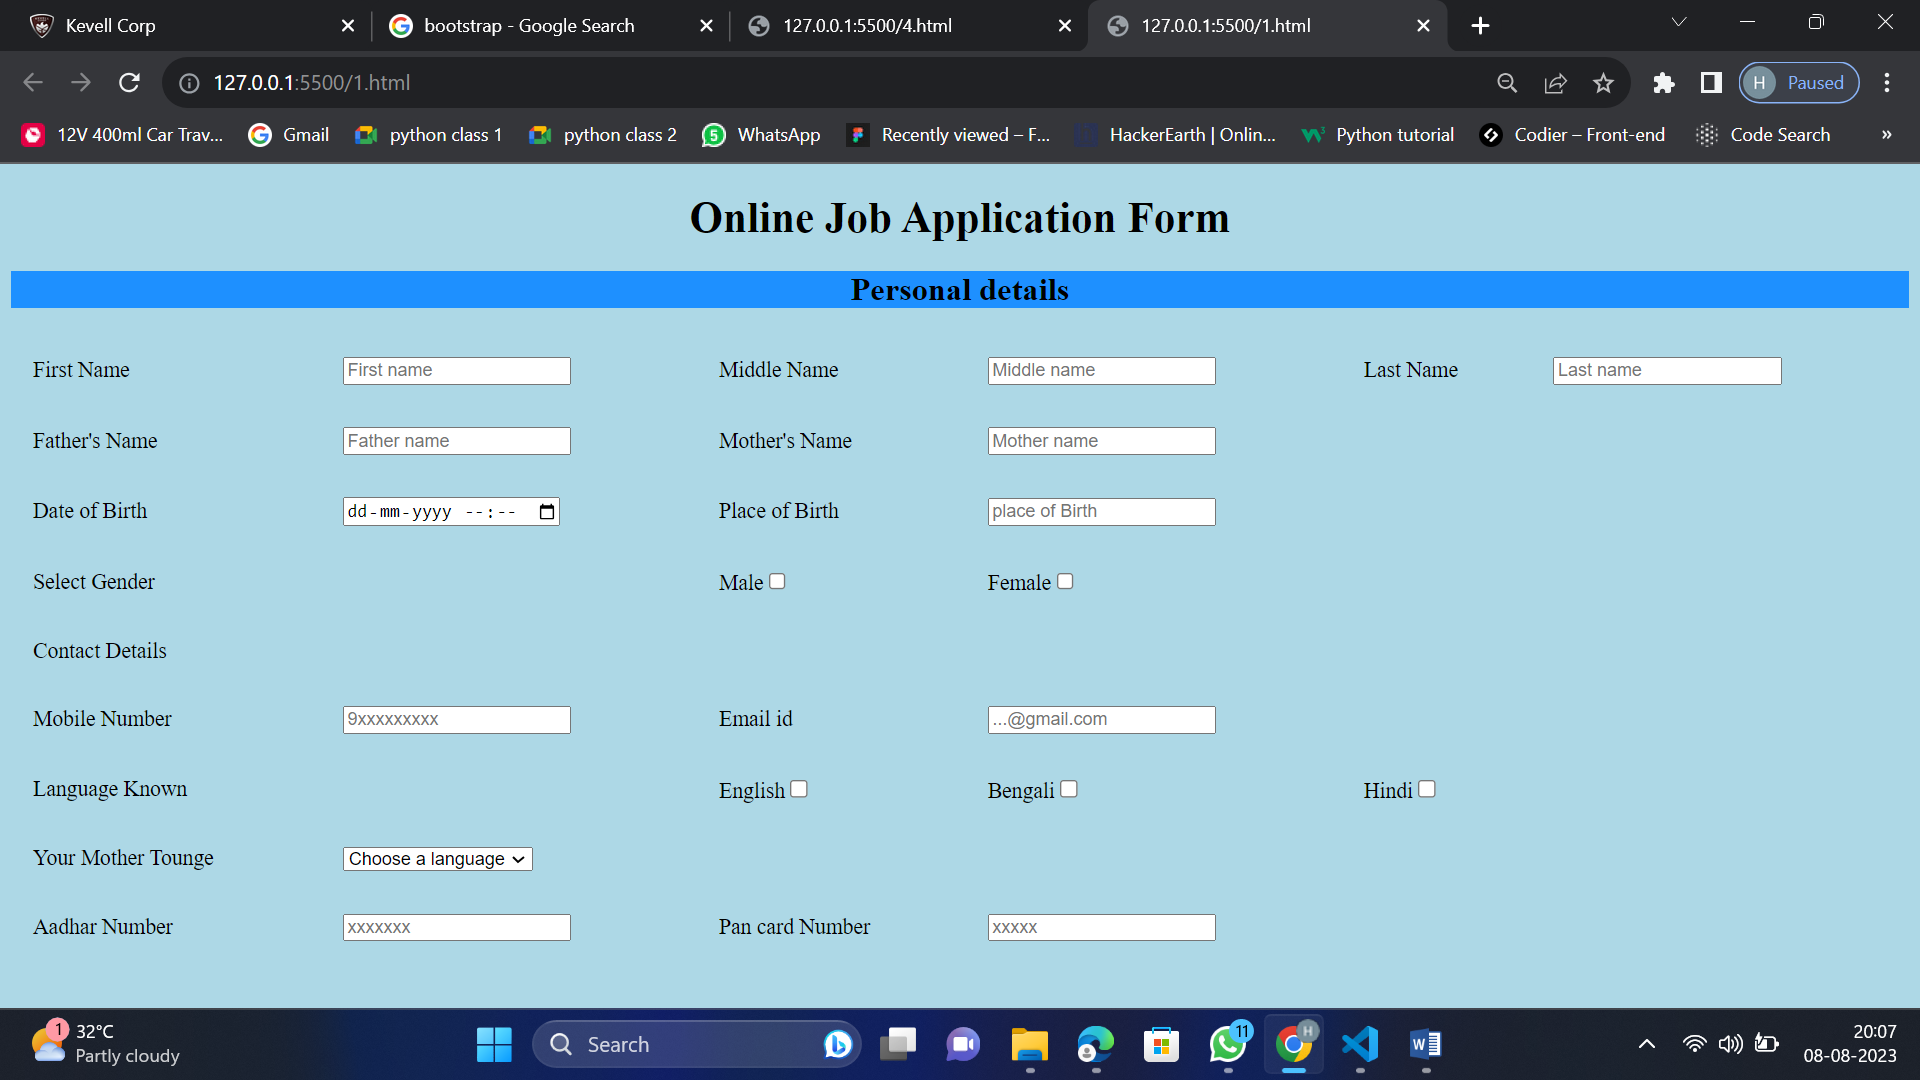 Kevell Corp
bootstrap - Google Search
127.0.0.1:5500/4.html
127.0.0.1:5500/1.html
127.0.0.1:5500/1.html
H Paused
12V 400ml Car Trav...
Gmail
python class 1
python class 2
5 WhatsApp
Recently viewed – F...
HackerEarth | Onlin...
Python tutorial
Codier – Front-end
Code Search
»
Online Job Application Form
Personal details
First Name First name Middle Name Middle name Last Name Last name
Father's Name Father name Mother's Name Mother name
Date of Birth dd-mm-yyyy --:-- Place of Birth place of Birth
Select Gender Male Female
Contact Details
Mobile Number 9xxxxxxxxx Email id ...@gmail.com
Language Known English Bengali Hindi
Your Mother Tounge Choose a language
Aadhar Number xxxxxxx Pan card Number xxxxx
1 32°C
Partly cloudy
Search
11
H
W
20:07
08-08-2023